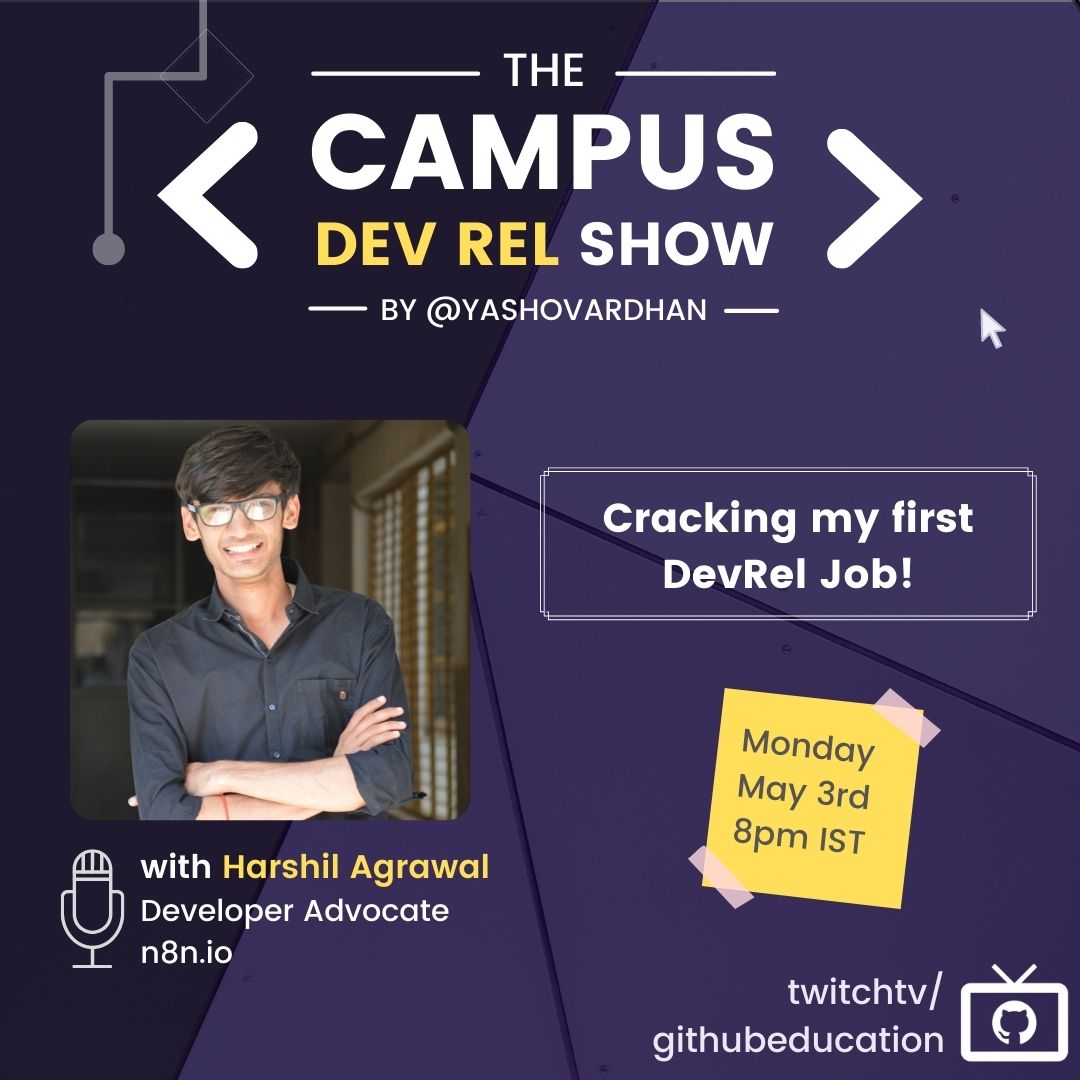 THE
CAMPUS
DEV REL SHOW
BY @YASHOVARDHAN
Cracking my first
DevRel Job!
Monday
May 3rd
8pm IST
with Harshil Agrawal
Developer Advocate
n8n.io
twitchtv/
githubeducation